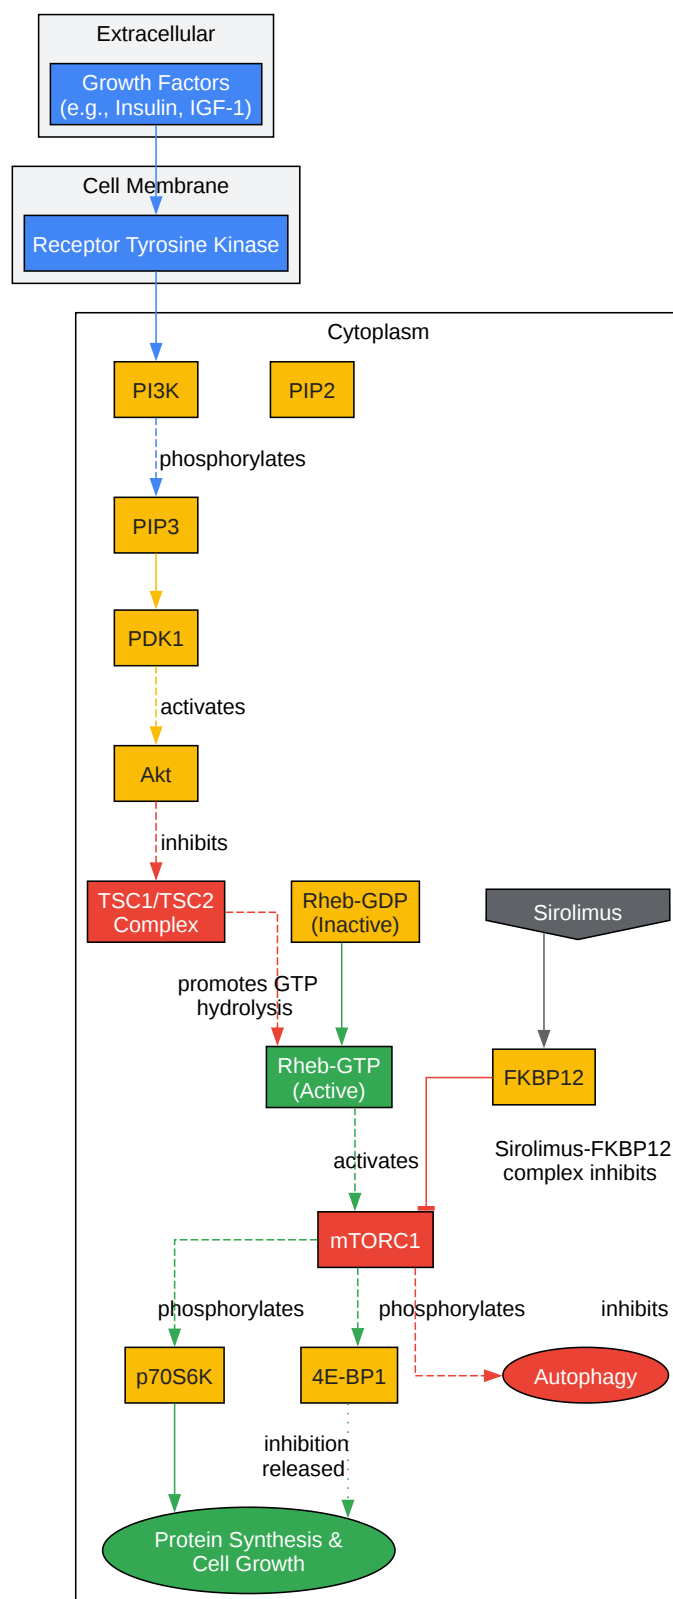 Extracellular
Growth Factors
(e.g., Insulin, IGF-1)
Cell Membrane
Receptor Tyrosine Kinase
Cytoplasm
PI3K
PIP2
phosphorylates
PIP3
PDK1
activates
Akt
inhibits
TSC1/TSC2
Complex
Rheb-GDP
(Inactive)
Sirolimus
promotes GTP
hydrolysis
Rheb-GTP
(Active)
FKBP12
activates
Sirolimus-FKBP12
complex inhibits
mTORC1
phosphorylates
phosphorylates
inhibits
p70S6K
4E-BP1
Autophagy
inhibition
released
Protein Synthesis &
Cell Growth